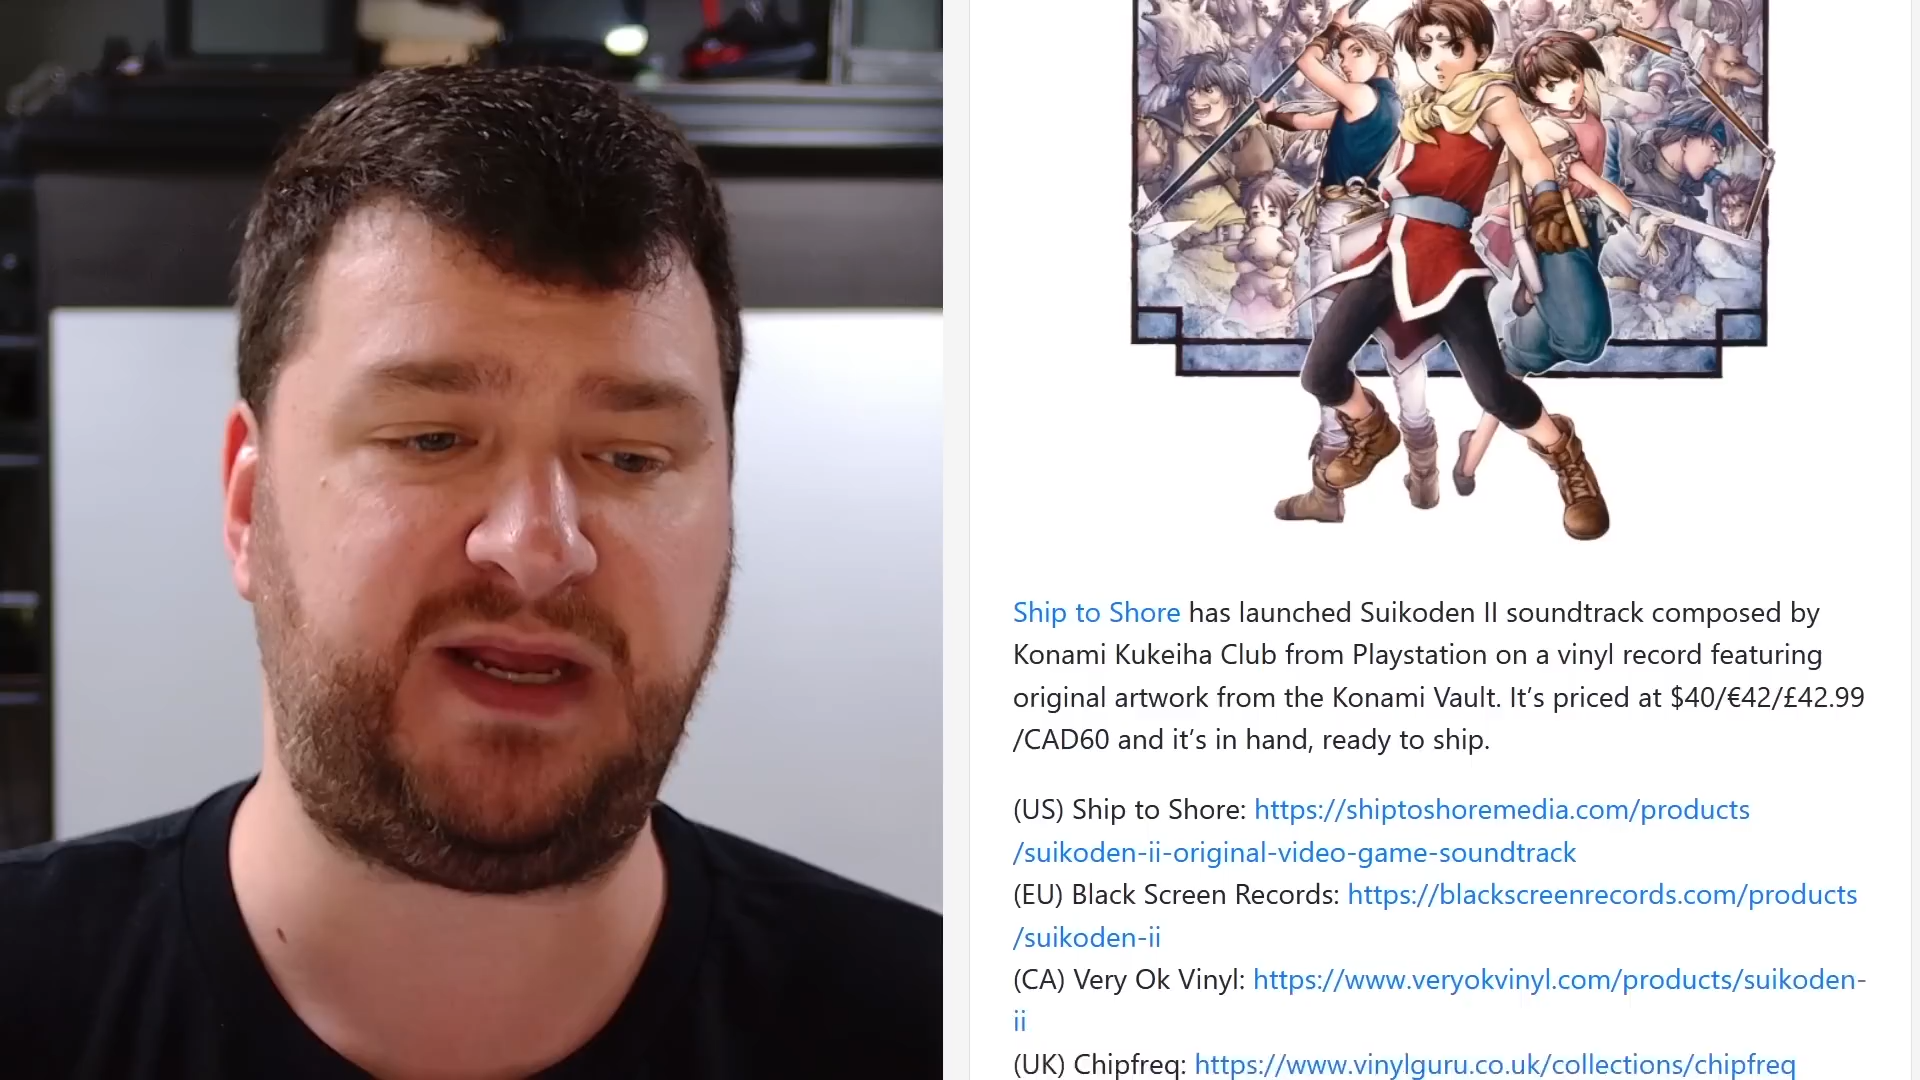 Ship to Shore has launched Suikoden II soundtrack composed by
Konami Kukeiha Club from Playstation on a vinyl record featuring
original artwork from the Konami Vault. It’s priced at $40/€42/£42.99
/CAD60 and it’s in hand, ready to ship.
(US) Ship to Shore: https://shiptoshoremedia.com/products
/suikoden-ii-original-video-game-soundtrack
(EU) Black Screen Records: https://blackscreenrecords.com/products
/suikoden-ii
(CA) Very Ok Vinyl: https://www.veryokvinyl.com/products/suikoden-
ii
(UK) Chipfreq: https://www.vinylguru.co.uk/collections/chipfreq